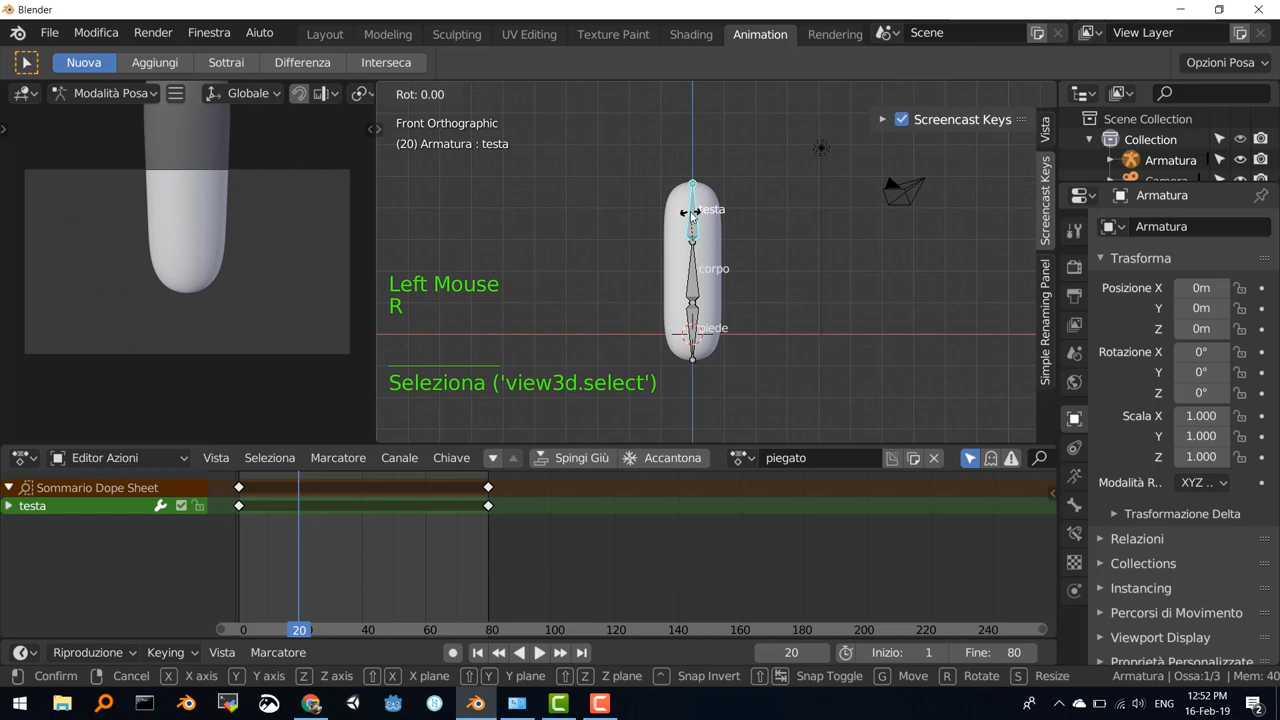 Blender
File Modifica Render Finestra Aiuto Layout Modeling Sculpting UV Editing Texture Paint Shading Animation Rendering Scene View Layer
Nuova Aggiungi Sottrai Differenza Interseca Opzioni Posa
Modalità Posa Globale
Rot: 0.00
Front Orthographic
(20) Armatura : testa
Screencast Keys
Vista
Screencast Keys
Simple Renaming Panel
testa
corpo
piede
Left Mouse
R
Seleziona ('view3d.select')
Scene Collection
Collection
Armatura
Camera
Armatura
Armatura
Trasforma
Posizione X 0m
Y 0m
Z 0m
Rotazione X 0°
Y 0°
Z 0°
Scala X 1.000
Y 1.000
Z 1.000
Modalità R.. XYZ ..
Trasformazione Delta
Relazioni
Collections
Instancing
Percorsi di Movimento
Viewport Display
Proprietà Personalizzate
Editor Azioni Vista Seleziona Marcatore Canale Chiave Spingi Giù Accantona piegato
Sommario Dope Sheet
testa
0 20 40 60 80 100 120 140 160 180 200 220 240
Riproduzione Keying Vista Marcatore 20 Inizio: 1 Fine: 80
Confirm Cancel X X axis Y Y axis Z Z axis X X plane Y Y plane Z Z plane Snap Invert Snap Toggle G Move R Rotate S Resize Armatura | Ossa:1/3 | Mem: 40
12:52 PM
16-Feb-19
2